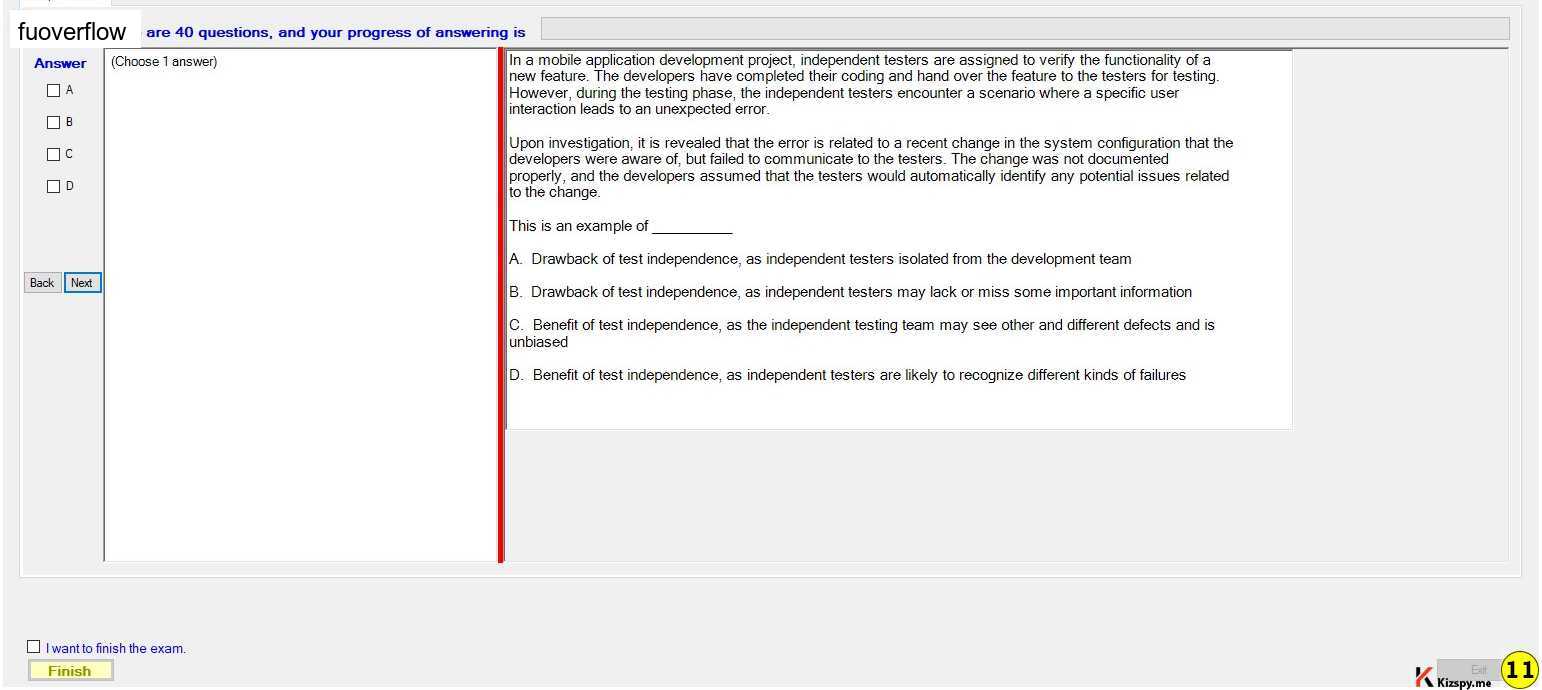 fuoverflow are 40 questions, and your progress of answering is
Answer
(Choose 1 answer)
A
B
C
D
Back Next
In a mobile application development project, independent testers are assigned to verify the functionality of a
new feature. The developers have completed their coding and hand over the feature to the testers for testing.
However, during the testing phase, the independent testers encounter a scenario where a specific user
interaction leads to an unexpected error.
Upon investigation, it is revealed that the error is related to a recent change in the system configuration that the
developers were aware of, but failed to communicate to the testers. The change was not documented
properly, and the developers assumed that the testers would automatically identify any potential issues related
to the change.
This is an example of __________
A. Drawback of test independence, as independent testers isolated from the development team
B. Drawback of test independence, as independent testers may lack or miss some important information
C. Benefit of test independence, as the independent testing team may see other and different defects and is
unbiased
D. Benefit of test independence, as independent testers are likely to recognize different kinds of failures
I want to finish the exam.
Finish
Exit
Kizspy.me
11